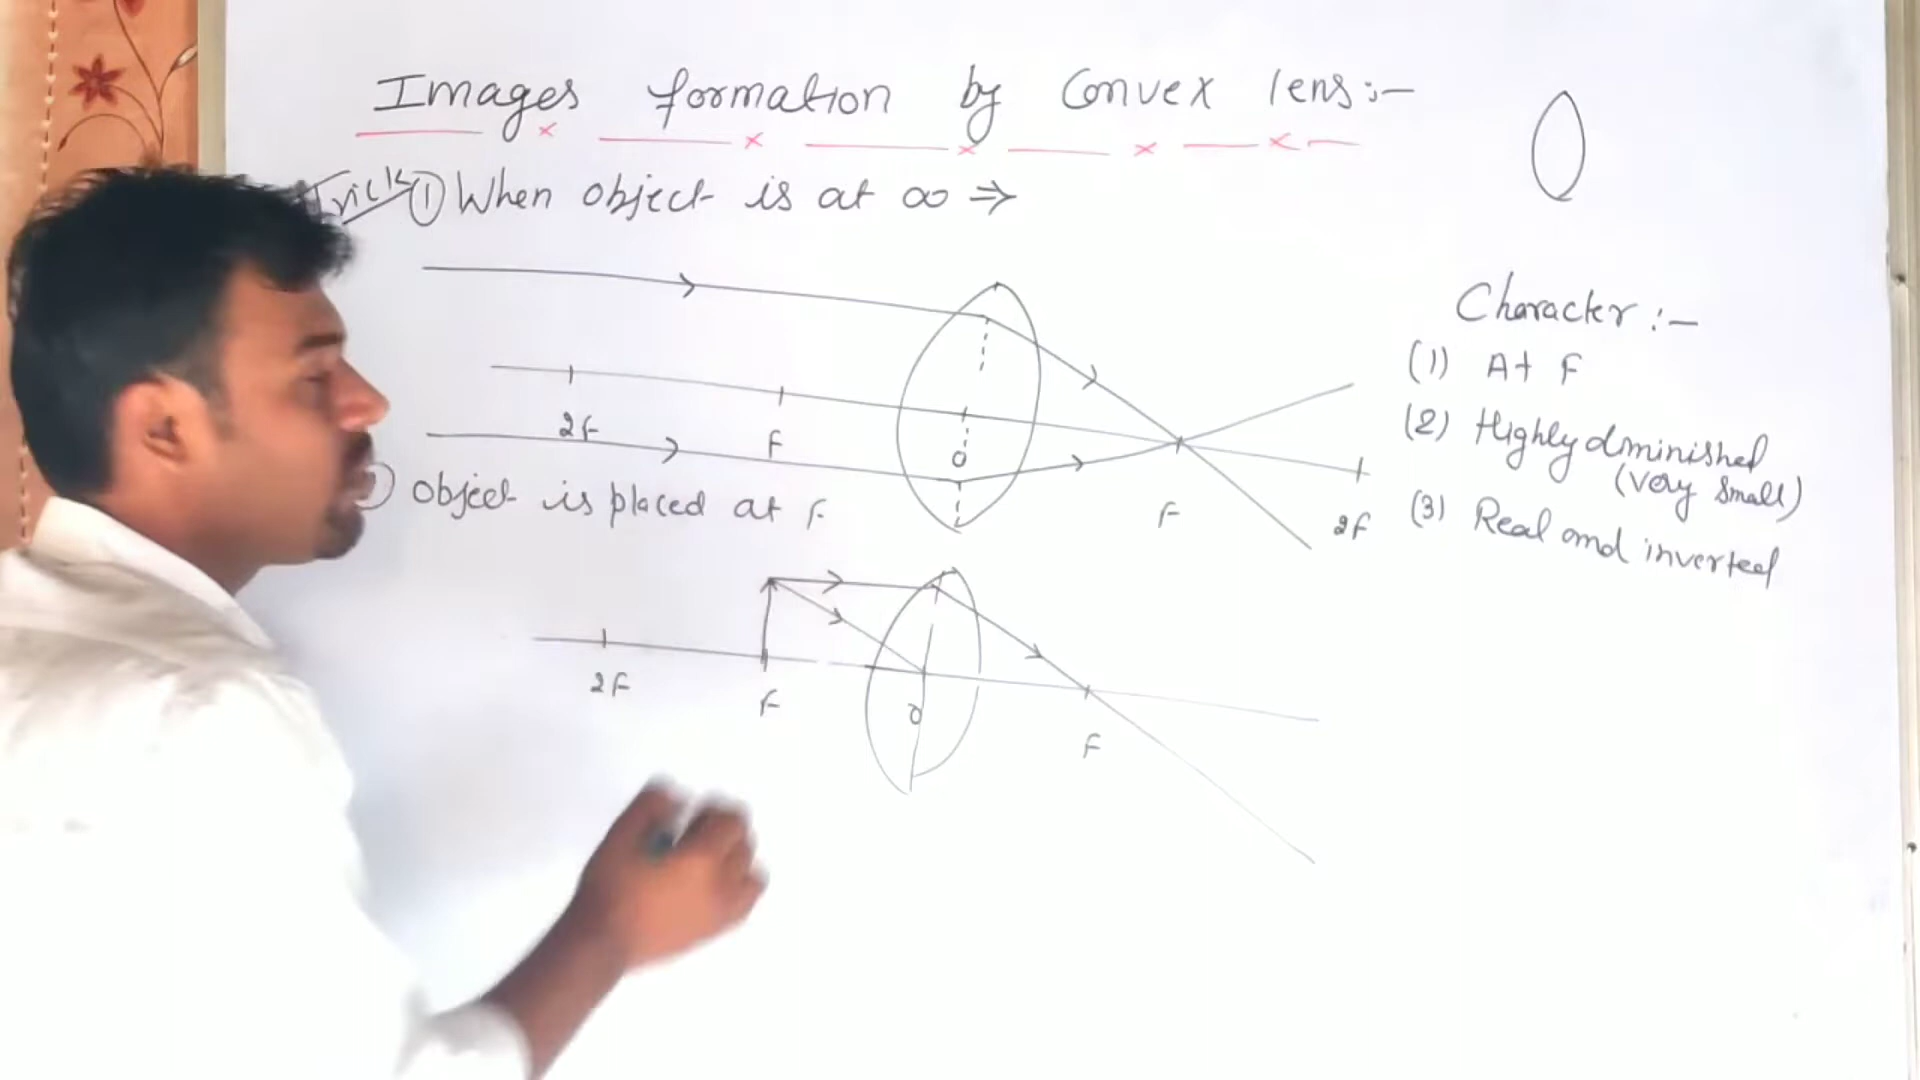 Images formation by Convex lens:-
Trick ① When object is at ∞ ⇒
2F
F
O
F
2F
Character :-
(1) At F
(2) Highly dminished
(Very Small)
(3) Real and inverted
object is placed at F
2F
F
O
F